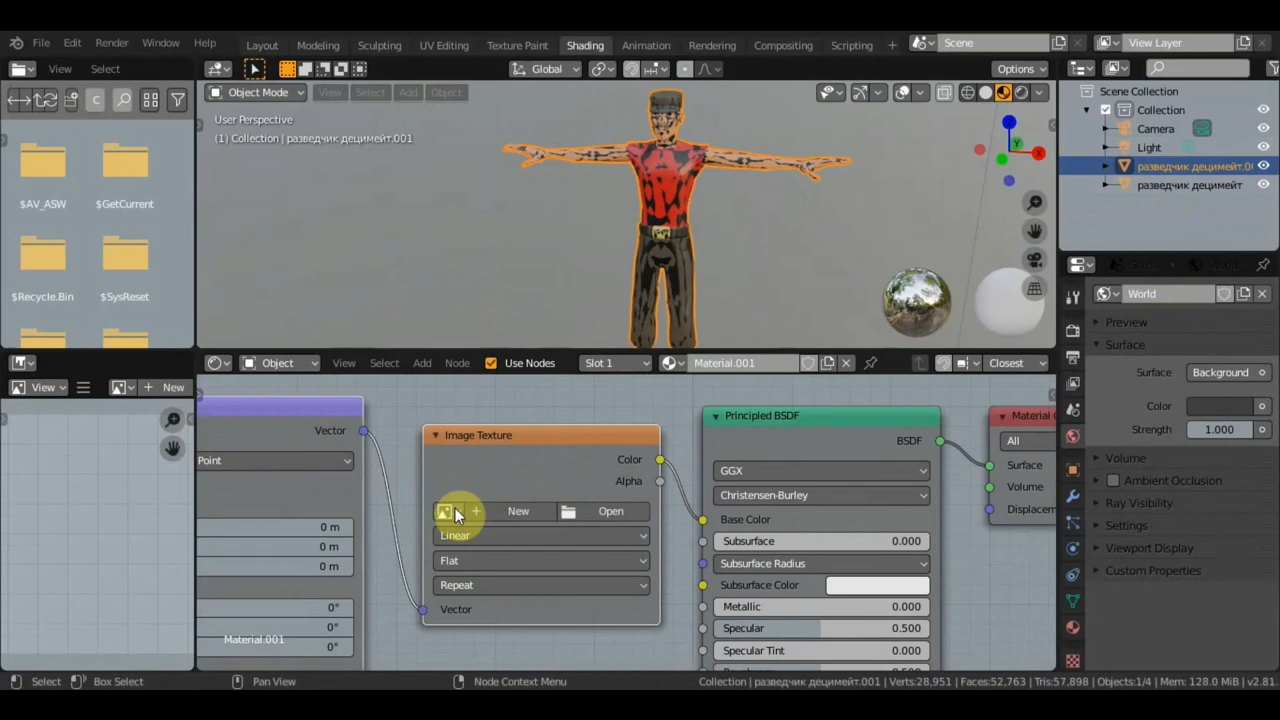 File Edit Render Window Help Layout Modeling Sculpting UV Editing Texture Paint Shading Animation Rendering Compositing Scripting + Scene View Layer
View Select Global Options
Object Mode View Select Add Object
Scene Collection
Collection
Camera
Light
разведчик децимейт.0
разведчик децимейт
User Perspective
(1) Collection | разведчик децимейт.001
Z
Y
X
C
$AV_ASW $GetCurrent
$Recycle.Bin $SysReset
World
Preview
Surface
Surface Background
Color
Strength 1.000
Volume
Ambient Occlusion
Ray Visibility
Settings
Viewport Display
Custom Properties
Object View Select Add Node Use Nodes Slot 1 Material.001 Closest
View + New
Vector
Point
0 m
0 m
0 m
0°
0°
0°
Material.001
Image Texture
Color
Alpha
New Open
Linear
Flat
Repeat
Vector
Principled BSDF
BSDF
GGX
Christensen-Burley
Base Color
Subsurface 0.000
Subsurface Radius
Subsurface Color
Metallic 0.000
Specular 0.500
Specular Tint 0.000
Material
All
Surface
Volume
Displacem
Select Box Select Pan View Node Context Menu Collection | разведчик децимейт.001 | Verts:28,951 | Faces:52,763 | Tris:57,898 | Objects:1/4 | Mem: 128.0 MiB | v2.81.